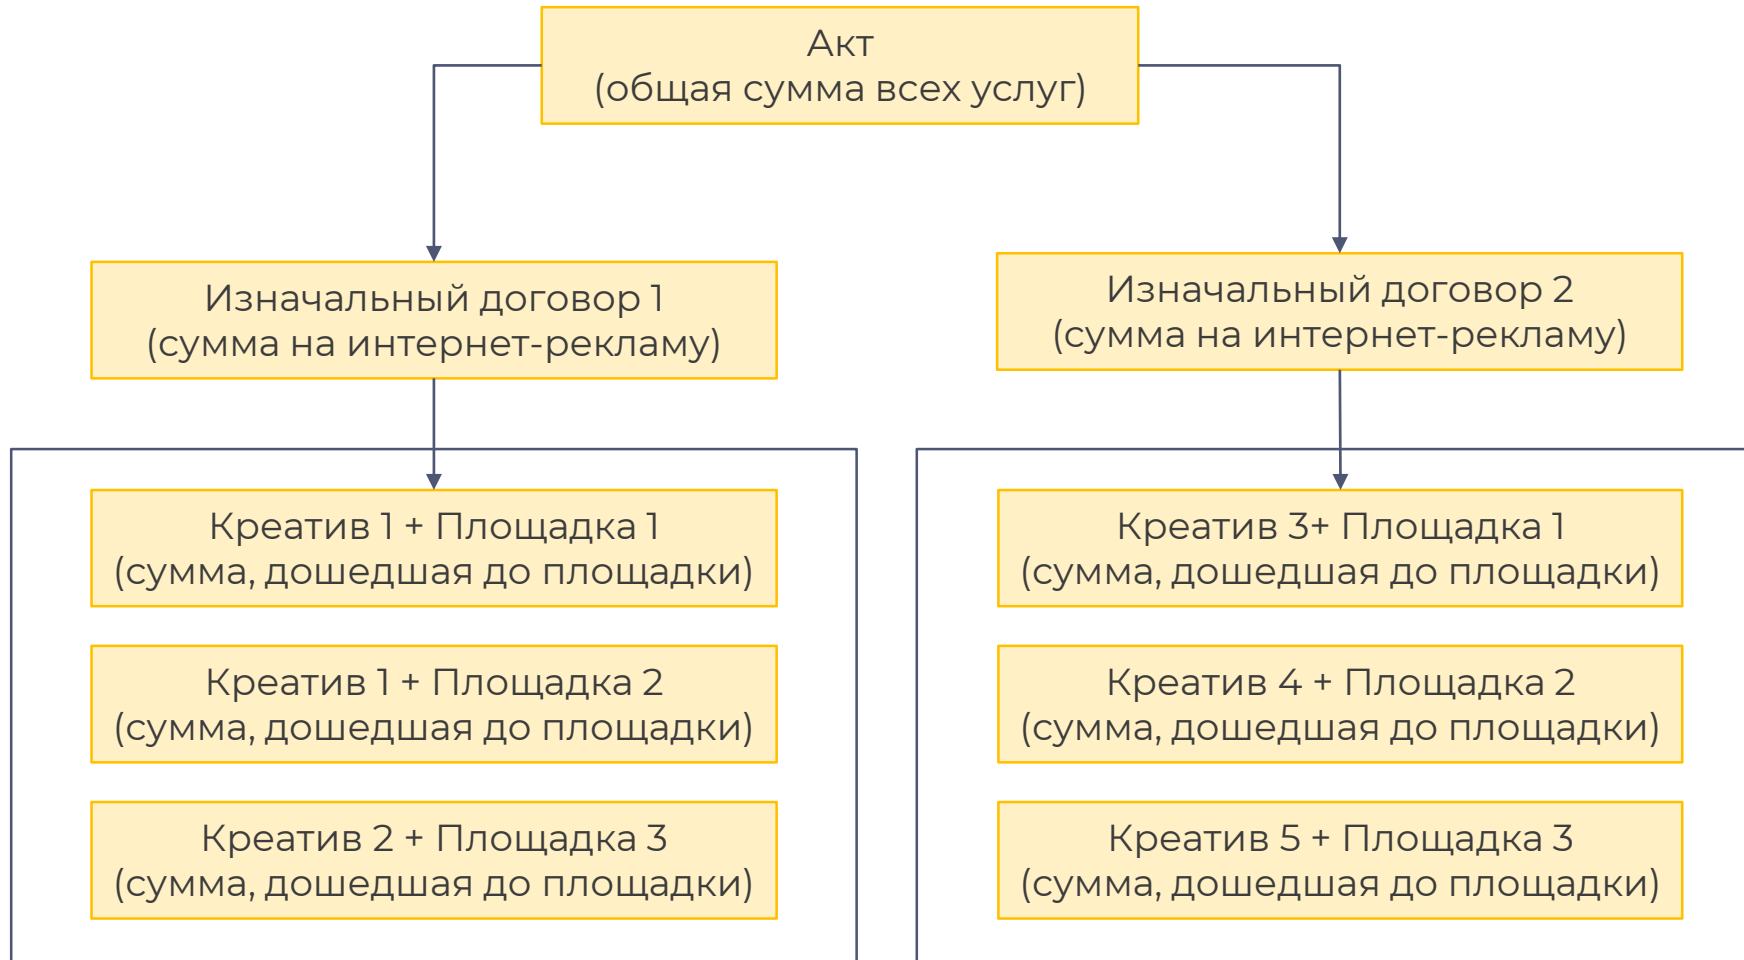 Акт
(общая сумма всех услуг)
Изначальный договор 1
(сумма на интернет-рекламу)
Изначальный договор 2
(сумма на интернет-рекламу)
Креатив 1 + Площадка 1
(сумма, дошедшая до площадки)
Креатив 1 + Площадка 2
(сумма, дошедшая до площадки)
Креатив 2 + Площадка 3
(сумма, дошедшая до площадки)
Креатив 3+ Площадка 1
(сумма, дошедшая до площадки)
Креатив 4 + Площадка 2
(сумма, дошедшая до площадки)
Креатив 5 + Площадка 3
(сумма, дошедшая до площадки)